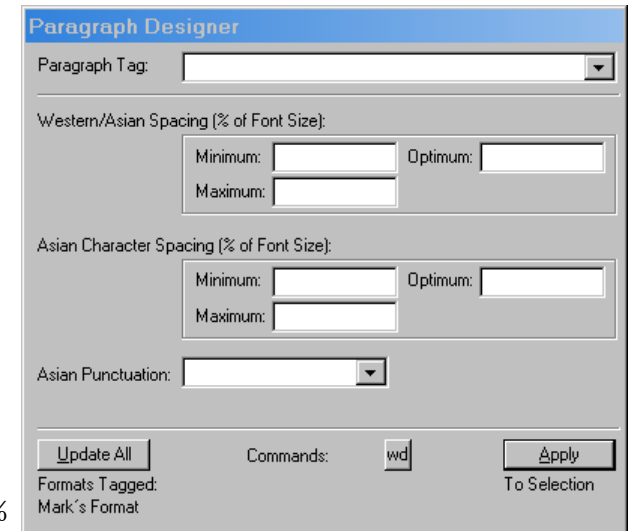 Paragraph Designer
Paragraph Tag:
Western/Asian Spacing (% of Font Size):
Minimum: Optimum:
Maximum:
Asian Character Spacing (% of Font Size):
Minimum: Optimum:
Maximum:
Asian Punctuation:
Update All Commands: wd Apply
Formats Tagged: To Selection
Mark´s Format
%